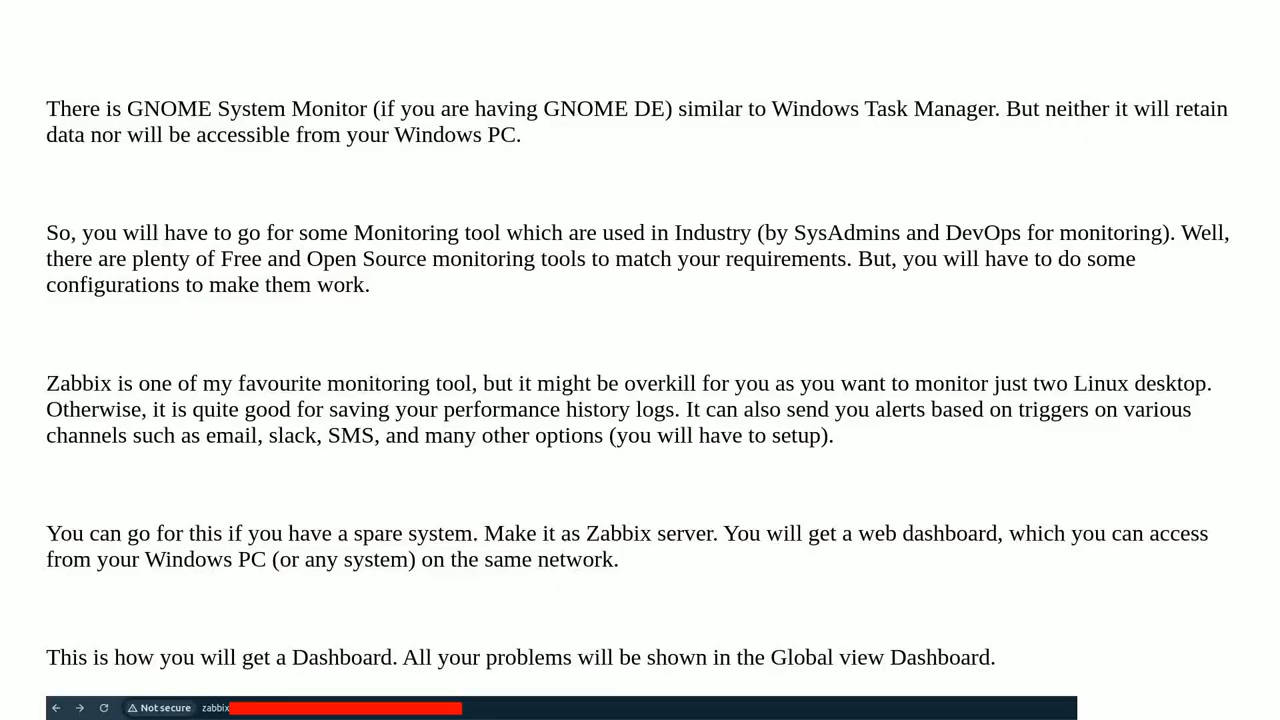 There is GNOME System Monitor (if you are having GNOME DE) similar to Windows Task Manager. But neither it will retain
data nor will be accessible from your Windows PC.
So, you will have to go for some Monitoring tool which are used in Industry (by SysAdmins and DevOps for monitoring). Well,
there are plenty of Free and Open Source monitoring tools to match your requirements. But, you will have to do some
configurations to make them work.
Zabbix is one of my favourite monitoring tool, but it might be overkill for you as you want to monitor just two Linux desktop.
Otherwise, it is quite good for saving your performance history logs. It can also send you alerts based on triggers on various
channels such as email, slack, SMS, and many other options (you will have to setup).
You can go for this if you have a spare system. Make it as Zabbix server. You will get a web dashboard, which you can access
from your Windows PC (or any system) on the same network.
This is how you will get a Dashboard. All your problems will be shown in the Global view Dashboard.
Not secure zabbix